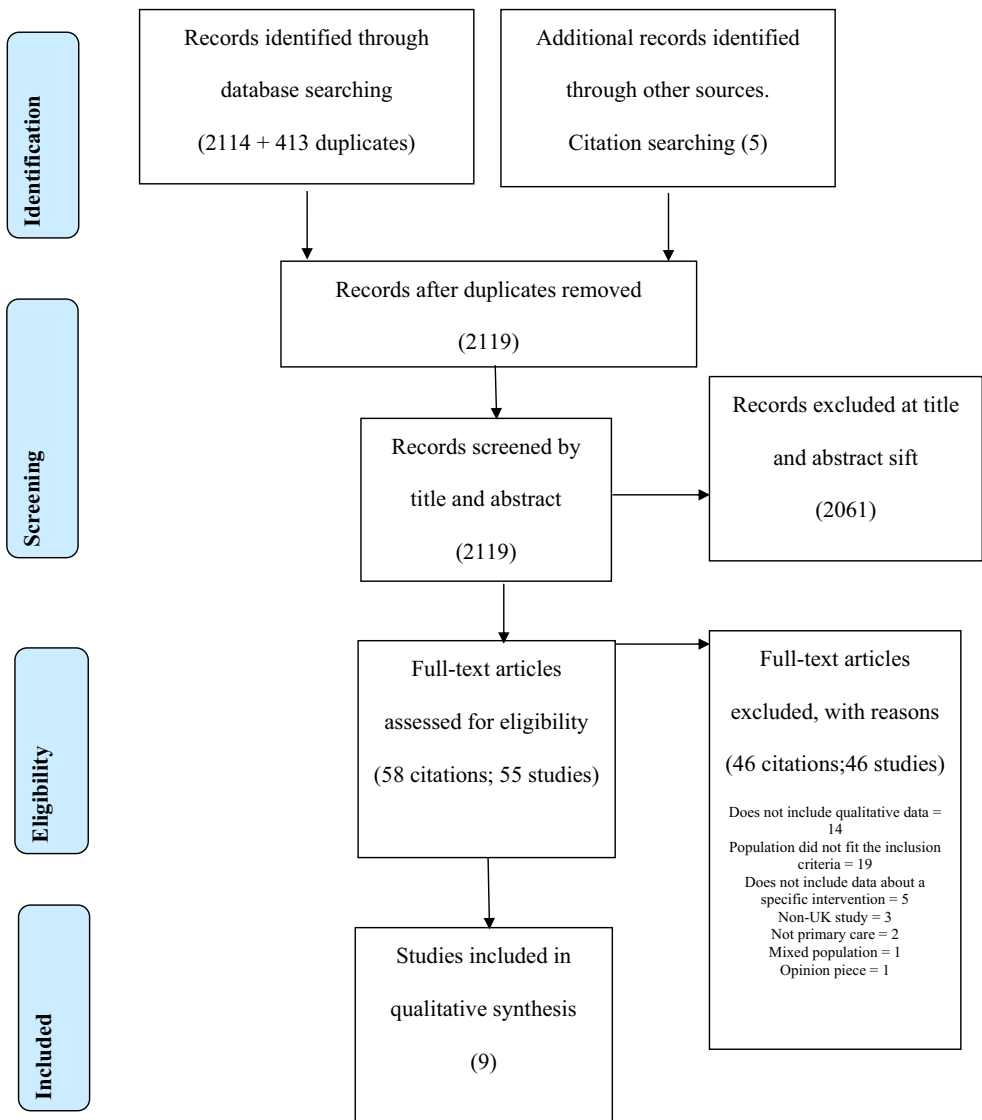 Identification
Records identified through
database searching
(2114 + 413 duplicates)
Additional records identified
through other sources.
Citation searching (5)
Records after duplicates removed
(2119)
Screening
Records screened by
title and abstract
(2119)
Records excluded at title
and abstract sift
(2061)
Eligibility
Full-text articles
assessed for eligibility
(58 citations; 55 studies)
Full-text articles
excluded, with reasons
(46 citations;46 studies)
Does not include qualitative data =
14
Population did not fit the inclusion
criteria = 19
Does not include data about a
specific intervention = 5
Non-UK study = 3
Not primary care = 2
Mixed population = 1
Opinion piece = 1
Included
Studies included in
qualitative synthesis
(9)